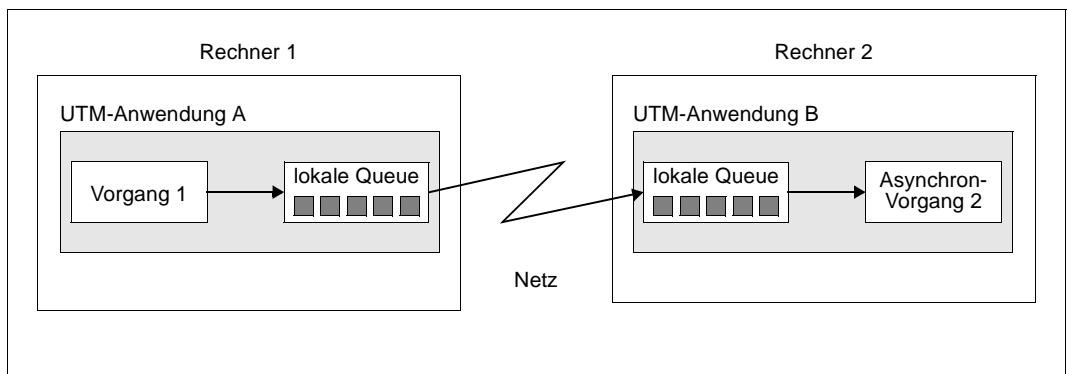 Rechner 1
Rechner 2
UTM-Anwendung A
UTM-Anwendung B
Vorgang 1
lokale Queue
lokale Queue
Asynchron-
Vorgang 2
Netz